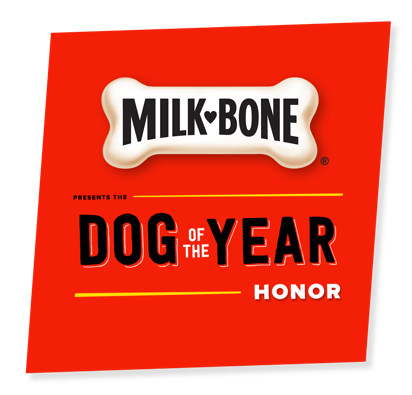 MILK♥BONE
®
PRESENTS THE
DOG OF THE YEAR
HONOR